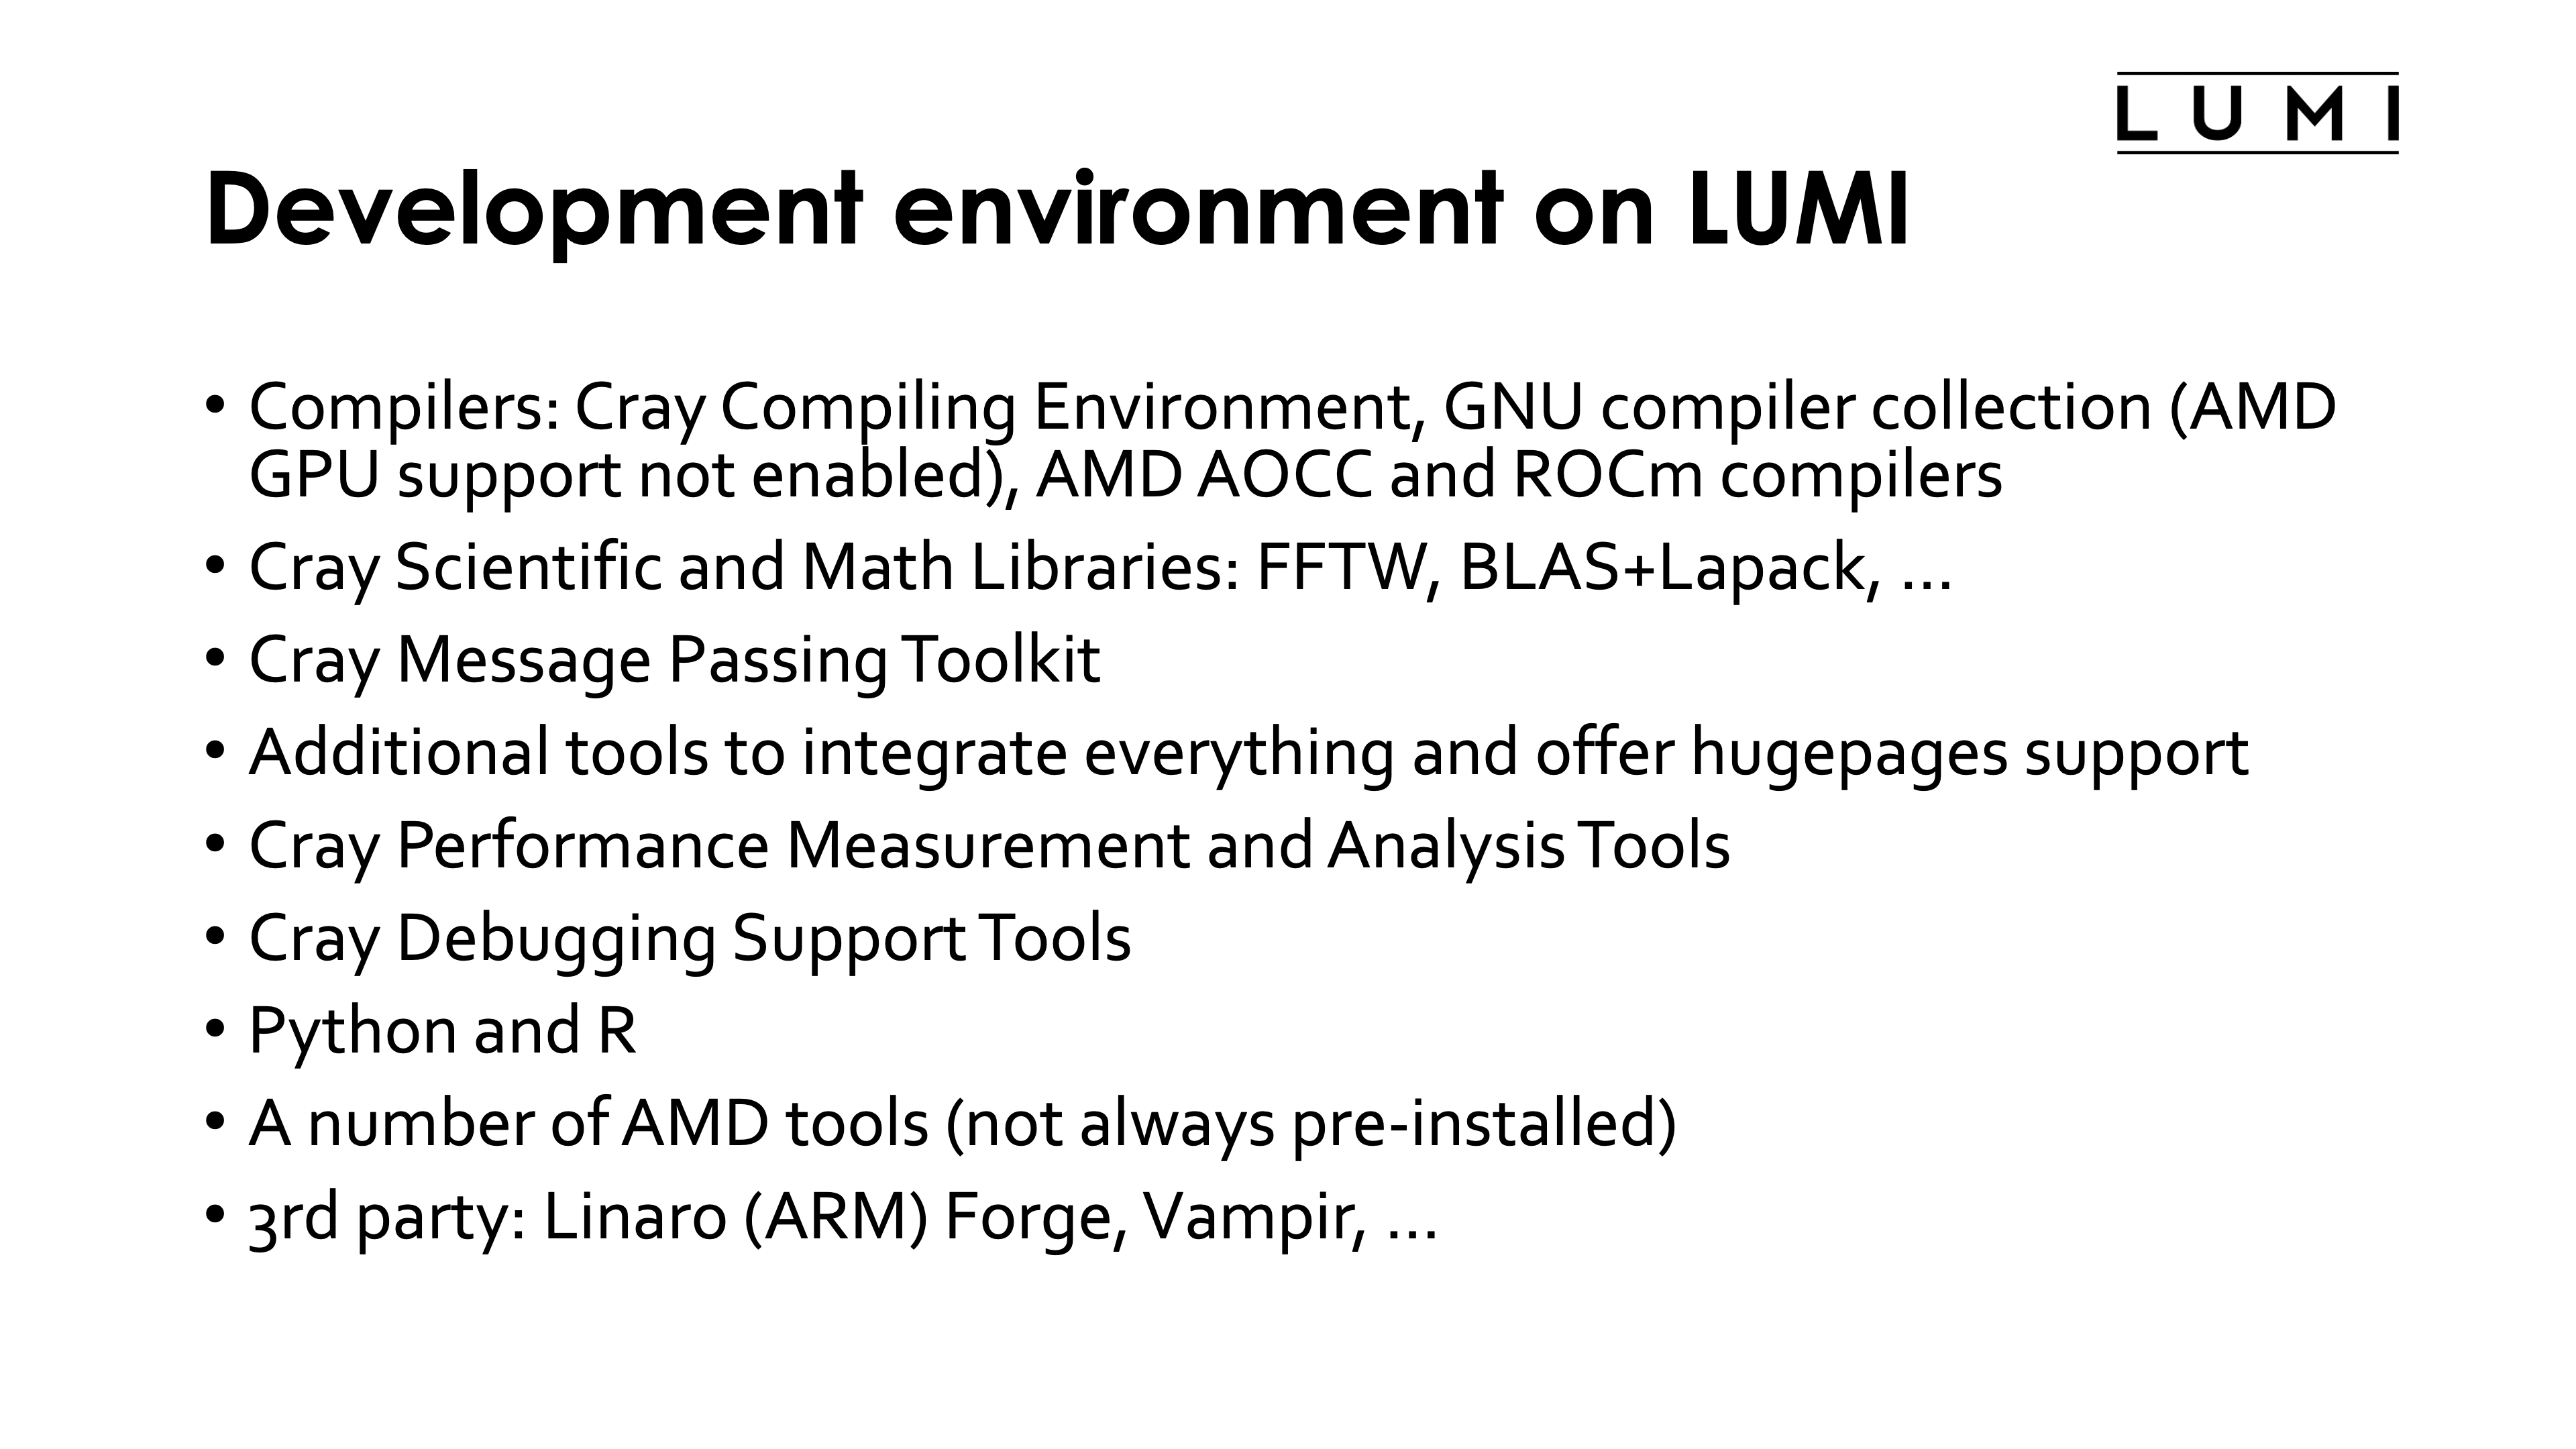 LUMI
Development environment on LUMI
• Compilers: Cray Compiling Environment, GNU compiler collection (AMD
GPU support not enabled), AMD AOCC and ROCm compilers
• Cray Scientific and Math Libraries: FFTW, BLAS+Lapack, ...
• Cray Message Passing Toolkit
• Additional tools to integrate everything and offer hugepages support
• Cray Performance Measurement and Analysis Tools
• Cray Debugging Support Tools
• Python and R
• A number of AMD tools (not always pre-installed)
• 3rd party: Linaro (ARM) Forge, Vampir, ...